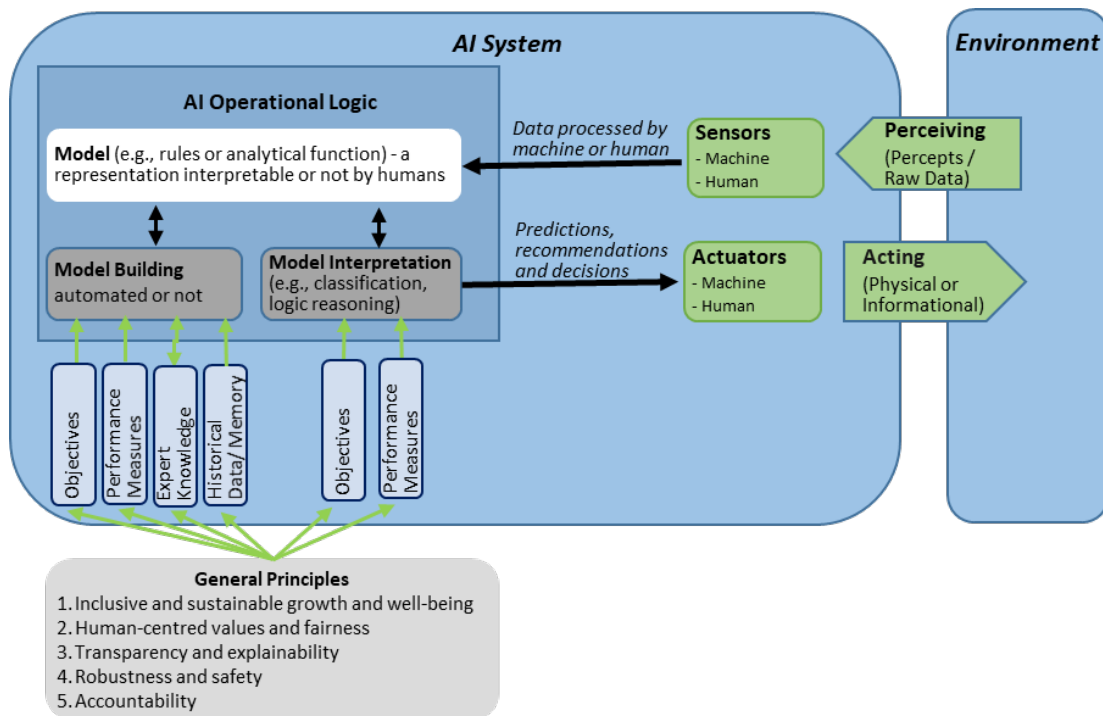 AI System
Environment
AI Operational Logic
Model (e.g., rules or analytical function) - a
representation interpretable or not by humans
Data processed by
machine or human
Sensors
- Machine
- Human
Perceiving
(Percepts /
Raw Data)
Model Building
automated or not
Model Interpretation
(e.g., classification,
logic reasoning)
Predictions,
recommendations
and decisions
Actuators
- Machine
- Human
Acting
(Physical or
Informational)
Objectives
Performance
Measures
Expert
Knowledge
Historical
Data/ Memory
Objectives
Performance
Measures
General Principles
1. Inclusive and sustainable growth and well-being
2. Human-centred values and fairness
3. Transparency and explainability
4. Robustness and safety
5. Accountability